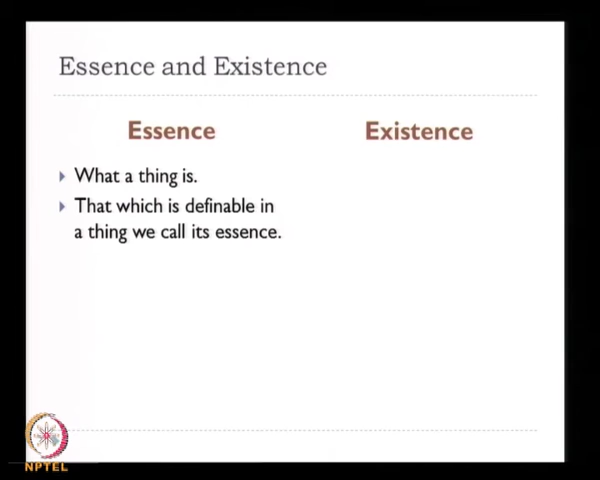 Essence and Existence
Essence
Existence
What a thing is.
That which is definable in
a thing we call its essence.
NPTEL